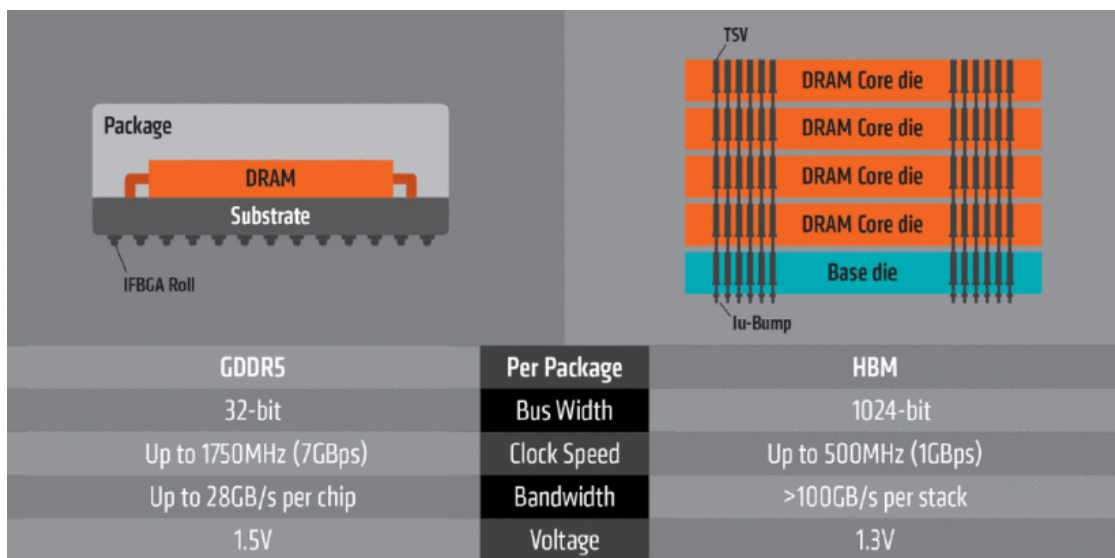 TSV
DRAM Core die
DRAM Core die
DRAM Core die
DRAM Core die
Base die
Iu-Bump
Package
DRAM
Substrate
IFBGA Roll
GDDR5 Per Package HBM
32-bit Bus Width 1024-bit
Up to 1750MHz (7GBps) Clock Speed Up to 500MHz (1GBps)
Up to 28GB/s per chip Bandwidth >100GB/s per stack
1.5V Voltage 1.3V